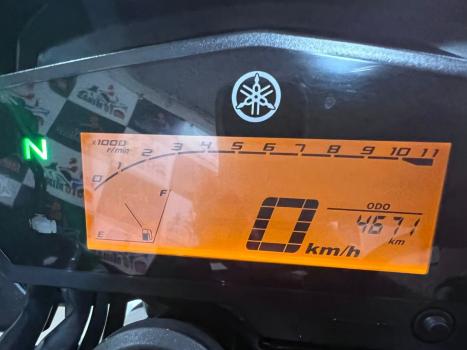 N
x1000
r/min
0 1 2 3 4 5 6 7 8 9 10 11
F
E
ODO
4671
km
0 km/h